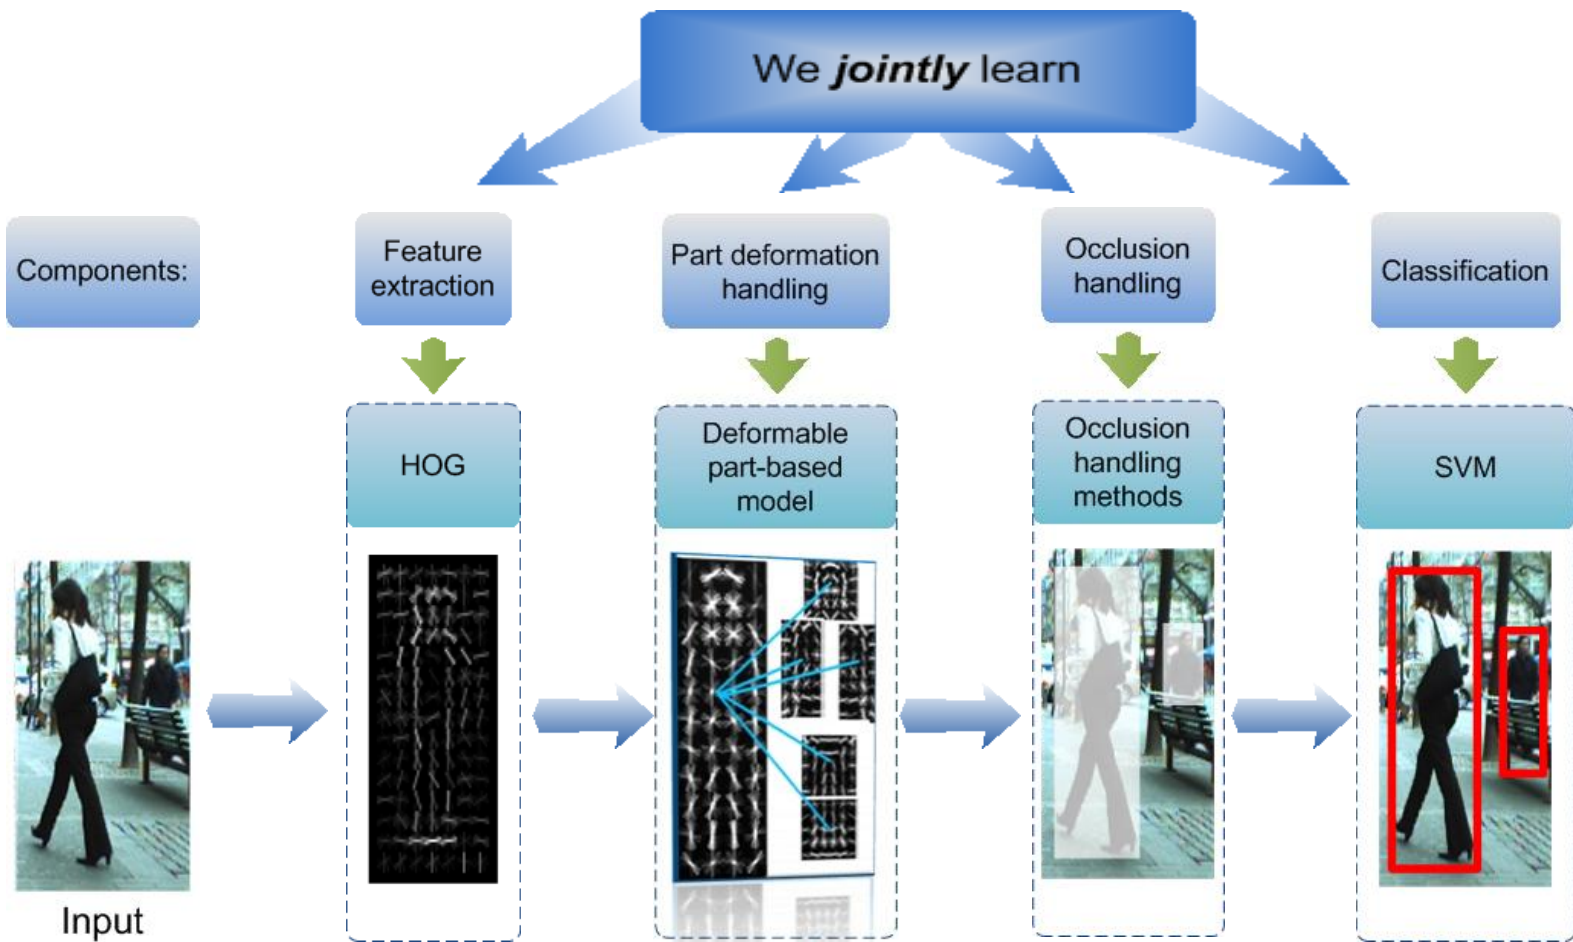 We jointly learn
Components:
Feature
extraction
Part deformation
handling
Occlusion
handling
Classification
HOG
Deformable
part-based
model
Occlusion
handling
methods
SVM
Input